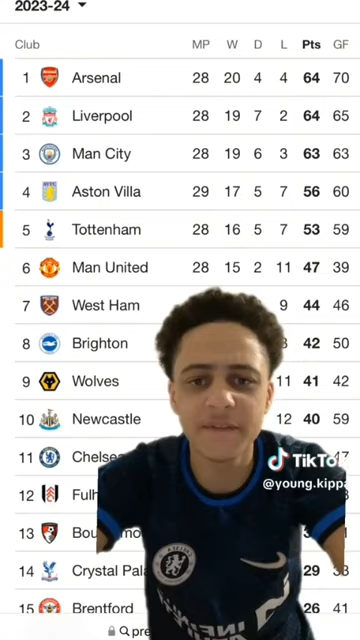 2023-24
Club MP W D L Pts GF
1 Arsenal 28 20 4 4 64 70
2 Liverpool 28 19 7 2 64 65
3 Man City 28 19 6 3 63 63
4 Aston Villa 29 17 5 7 56 60
5 Tottenham 28 16 5 7 53 59
6 Man United 28 15 2 11 47 39
7 West Ham 9 44 46
8 Brighton 42 50
9 Wolves 11 41 42
10 Newcastle 12 40 59
11 Chelse 47
TikTok
@young.kippa
12 Fulh
13 Bou
14 Crystal Pala 29 33
15 Brentford 26 41
pre